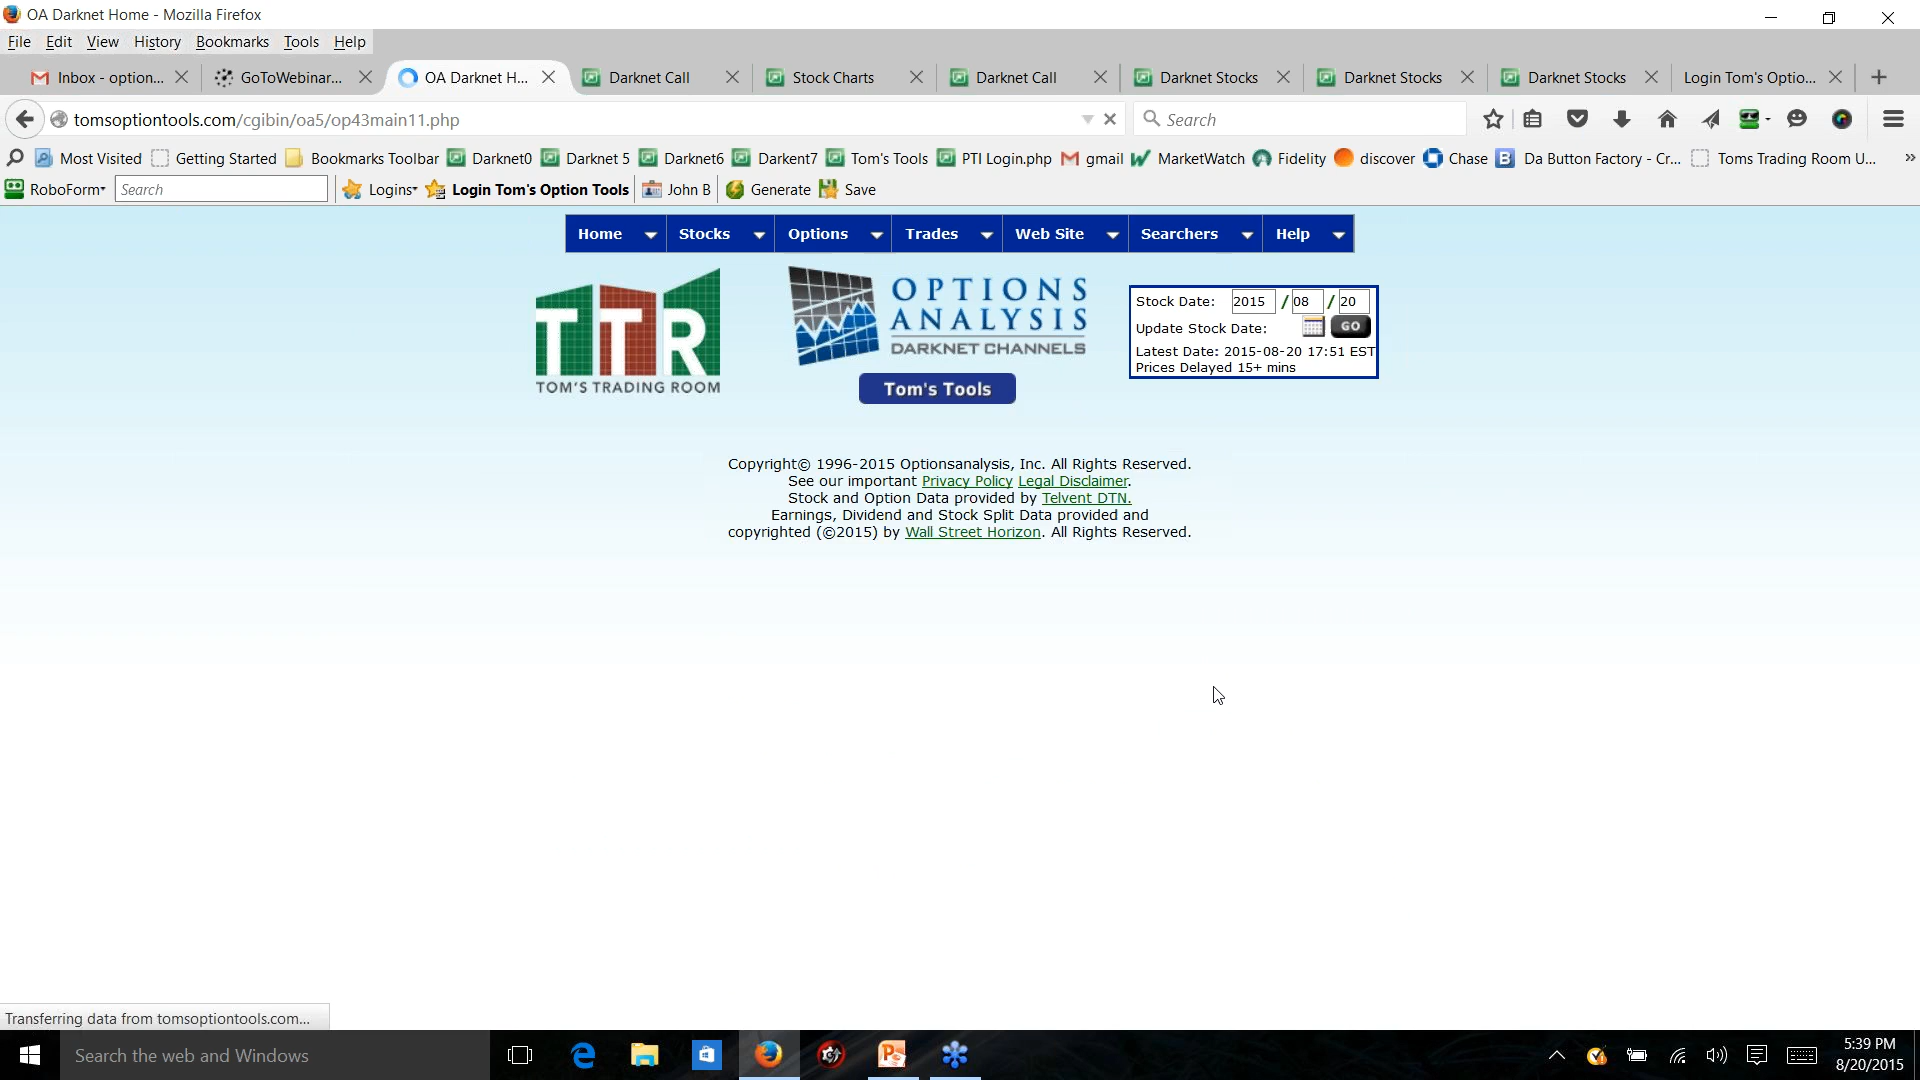 OA Darknet Home - Mozilla Firefox
File Edit View History Bookmarks Tools Help
Inbox - option... GoToWebinar... OA Darknet H... Darknet Call Stock Charts Darknet Call Darknet Stocks Darknet Stocks Darknet Stocks Login Tom's Optio...
tomsoptiontools.com/cgibin/oa5/op43main11.php Search
Most Visited Getting Started Bookmarks Toolbar Darknet0 Darknet 5 Darknet6 Darkent7 Tom's Tools PTI Login.php gmail MarketWatch Fidelity discover Chase Da Button Factory - Cr... Toms Trading Room U... »
RoboForm Search Logins Login Tom's Option Tools John B Generate Save
Home Stocks Options Trades Web Site Searchers Help
TTR
TOM'S TRADING ROOM
OPTIONS
ANALYSIS
DARKNET CHANNELS
Tom's Tools
Stock Date: 2015 / 08 / 20
Update Stock Date: GO
Latest Date: 2015-08-20 17:51 EST
Prices Delayed 15+ mins
Copyright© 1996-2015 Optionsanalysis, Inc. All Rights Reserved.
See our important Privacy Policy Legal Disclaimer.
Stock and Option Data provided by Telvent DTN.
Earnings, Dividend and Stock Split Data provided and
copyrighted (©2015) by Wall Street Horizon. All Rights Reserved.
Transferring data from tomsoptiontools.com...
Search the web and Windows
5:39 PM
8/20/2015